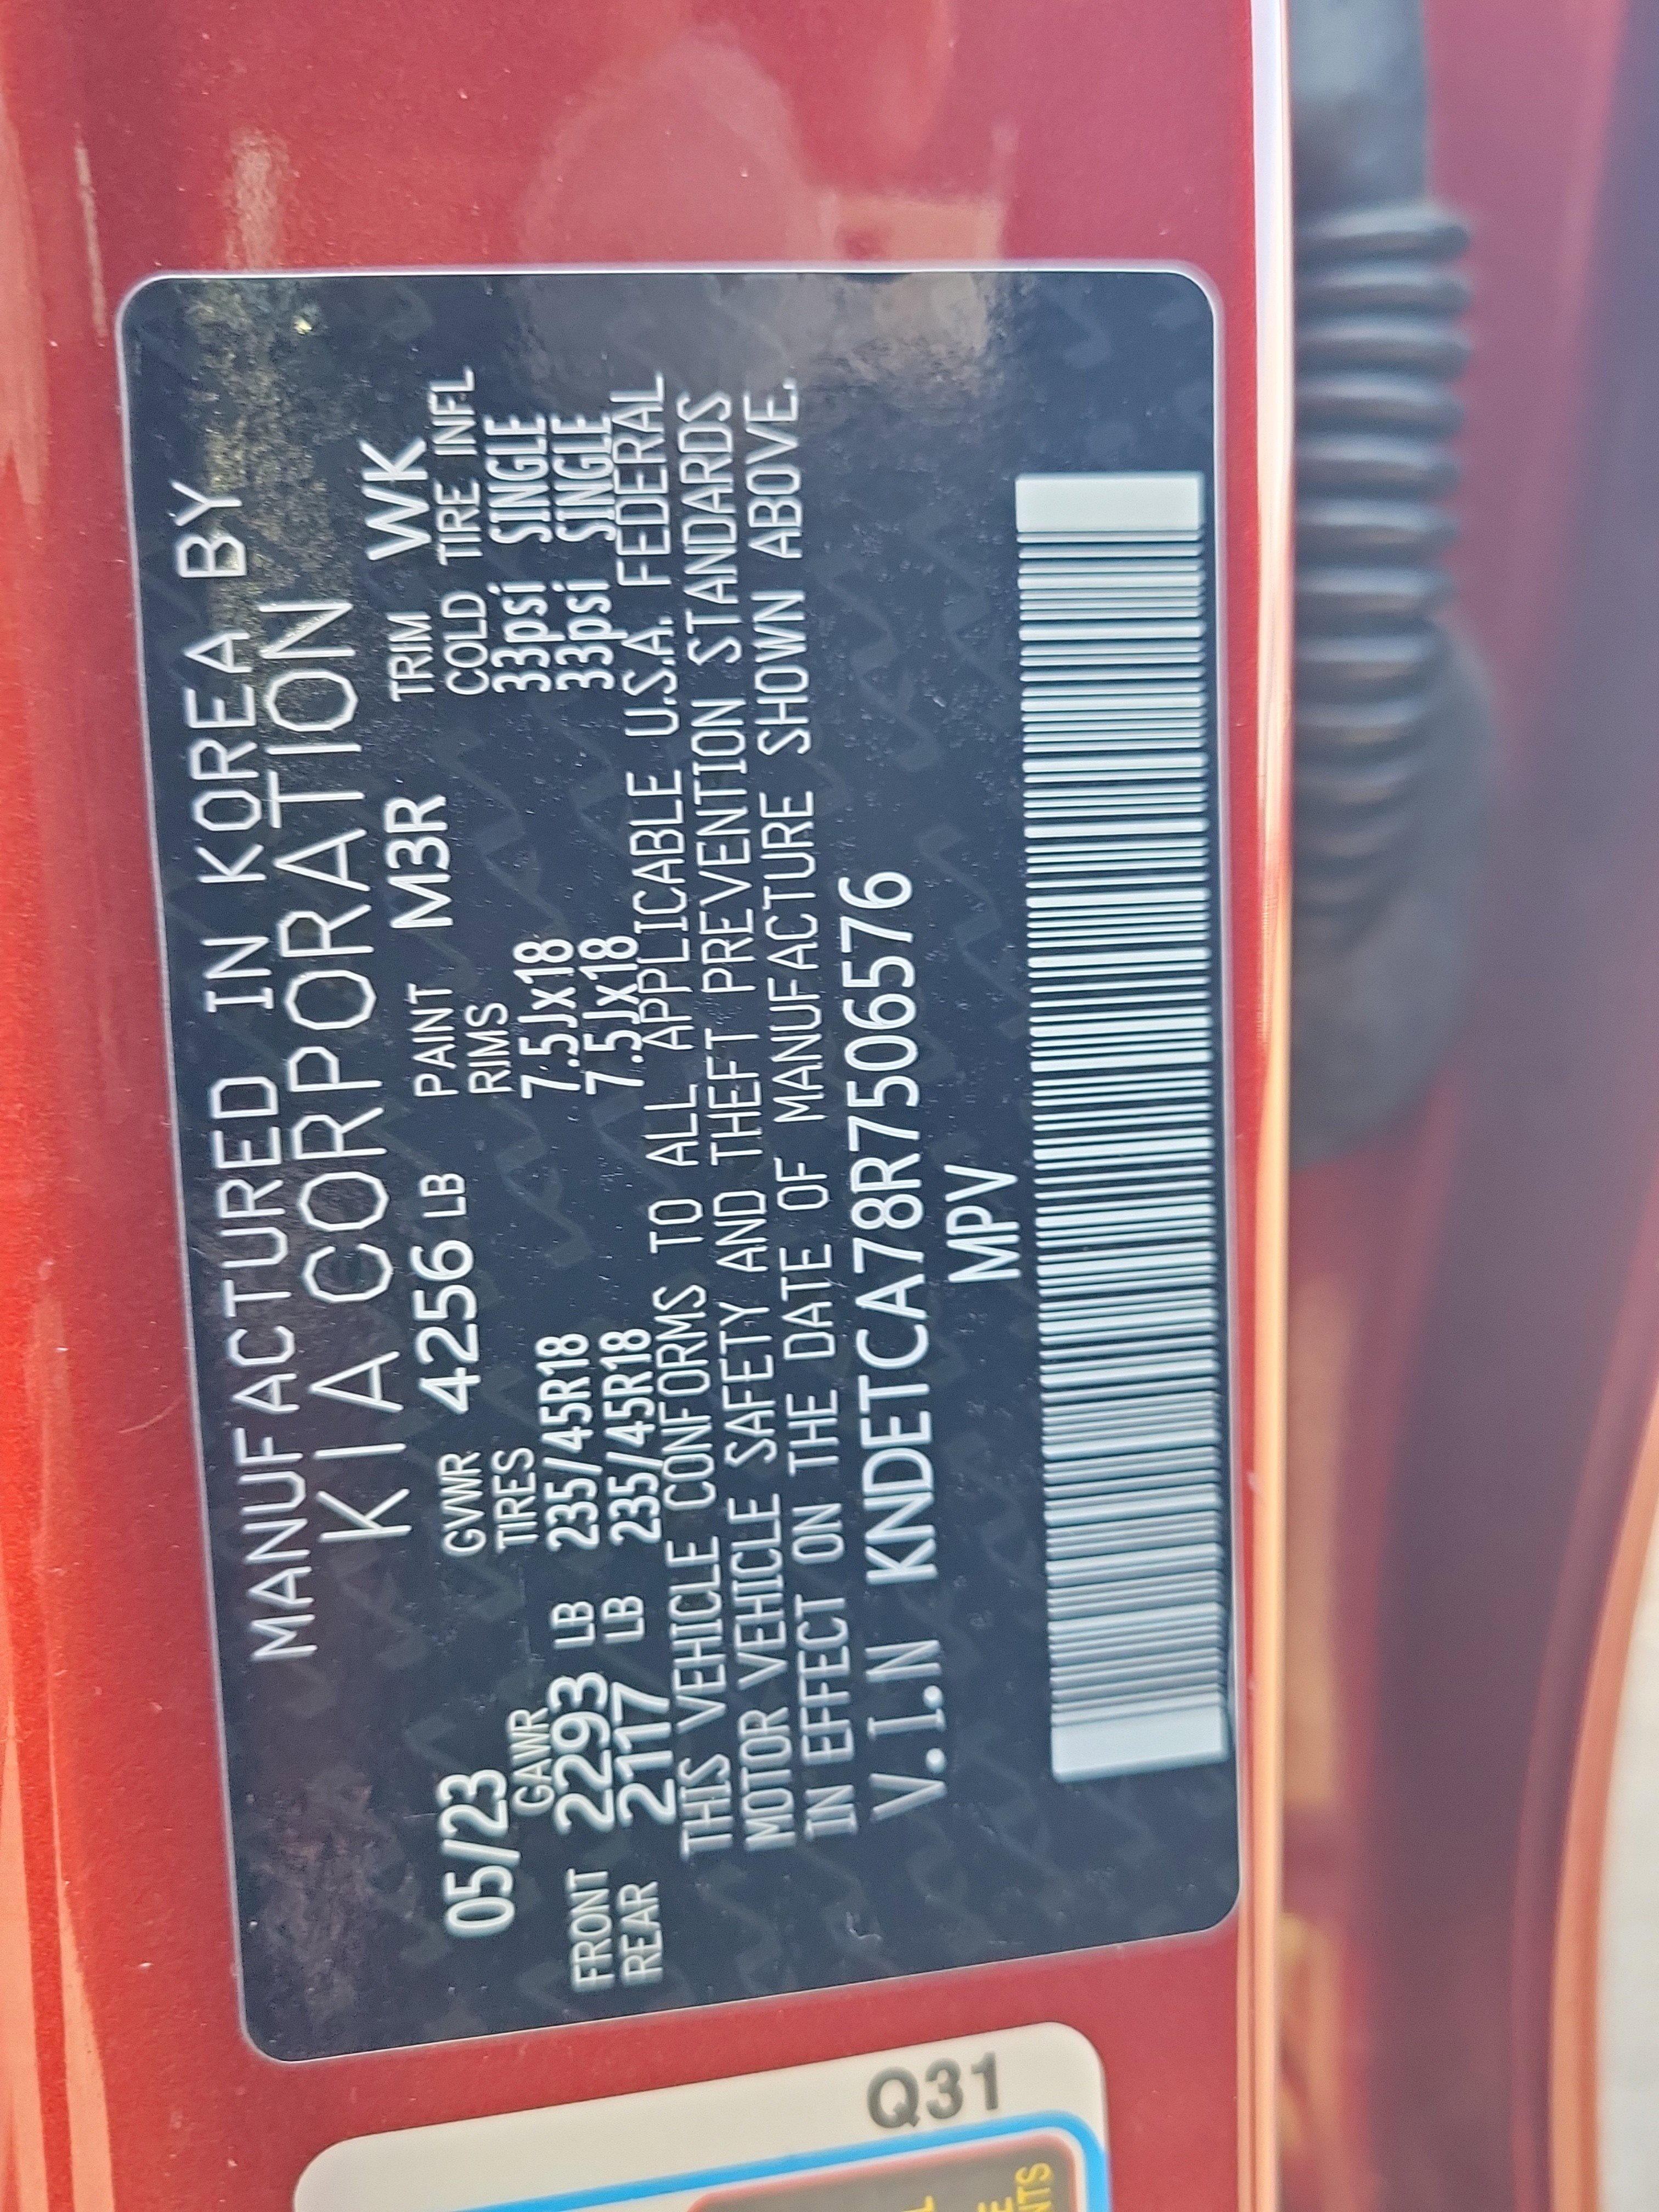 MANUFACTURED IN KOREA BY
KIA CORPORATION
05/23 GVWR 4256 LB PAINT M3R TRIM WK
GAWR TIRES RIMS COLD TIRE INFL
FRONT 2293 LB 235/45R18 7.5Jx18 33psi SINGLE
REAR 2117 LB 235/45R18 7.5Jx18 33psi SINGLE
THIS VEHICLE CONFORMS TO ALL APPLICABLE U.S.A. FEDERAL
MOTOR VEHICLE SAFETY AND THEFT PREVENTION STANDARDS
IN EFFECT ON THE DATE OF MANUFACTURE SHOWN ABOVE.
V.I.N KNDETCA78R7506576
MPV
Q31